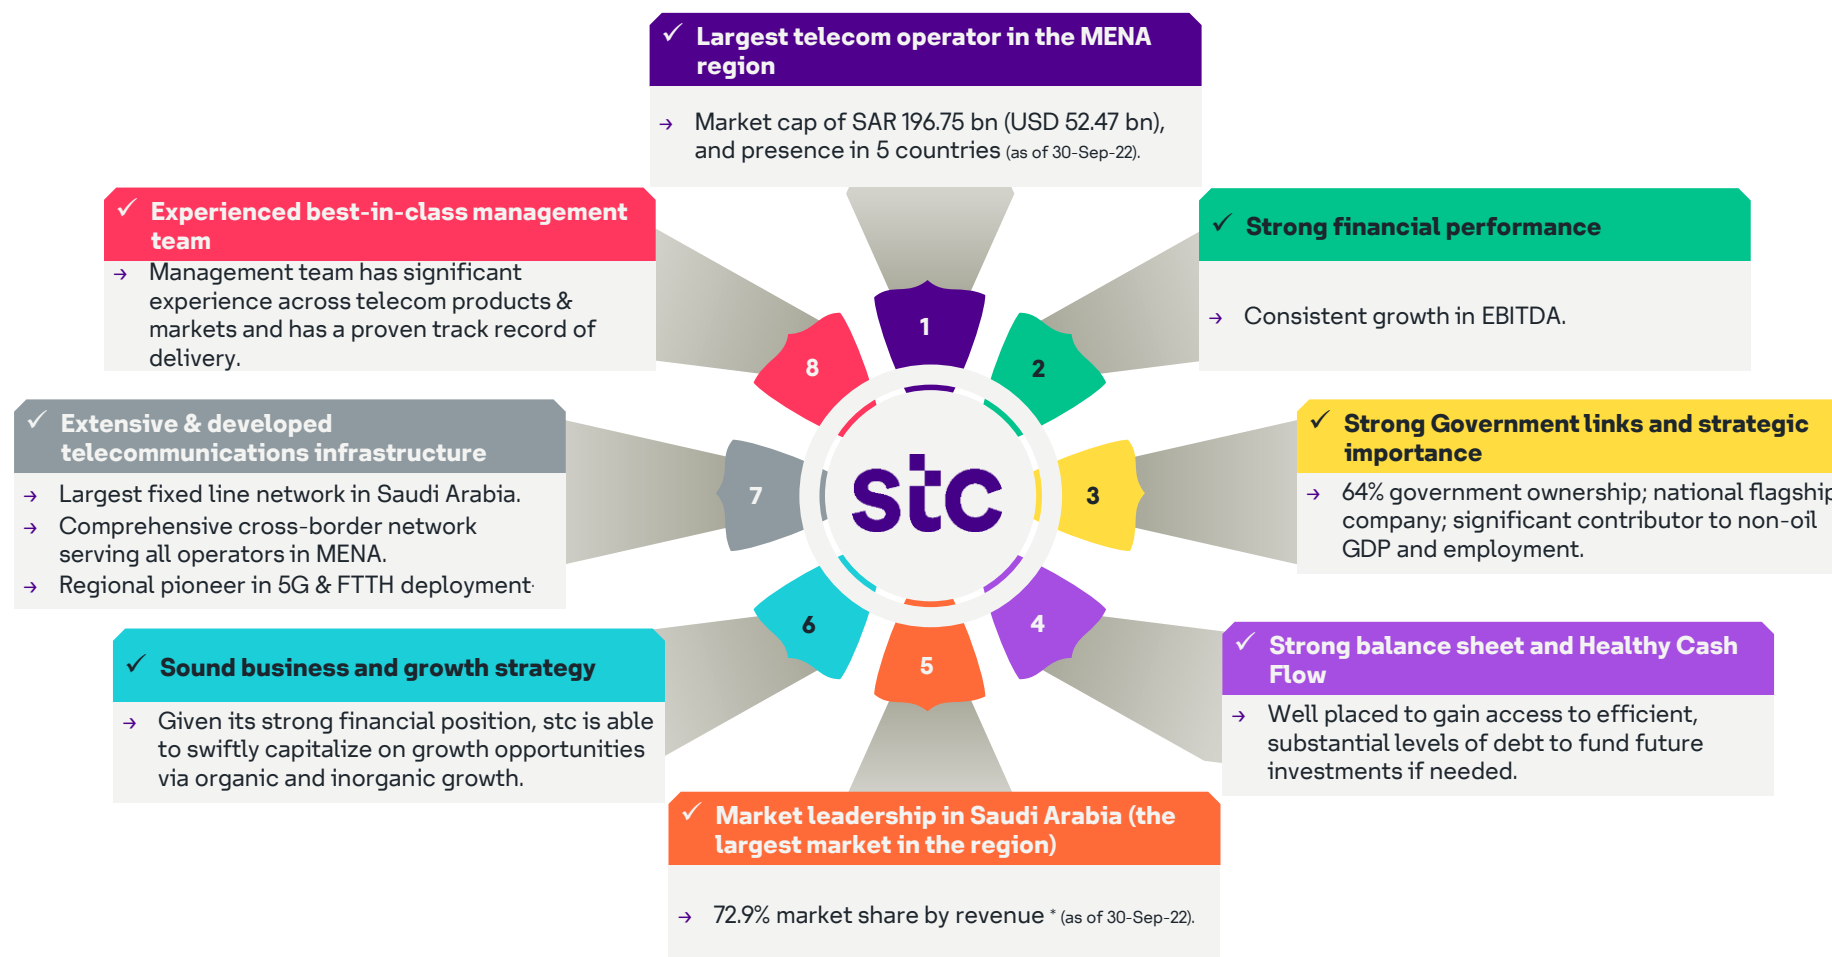 ✓ Largest telecom operator in the MENA
region
→ Market cap of SAR 196.75 bn (USD 52.47 bn),
and presence in 5 countries (as of 30-Sep-22).
✓ Experienced best-in-class management
team
→ Management team has significant
experience across telecom products &
markets and has a proven track record of
delivery.
✓ Strong financial performance
→ Consistent growth in EBITDA.
1
2
3
4
5
6
7
8
stc
✓ Extensive & developed
telecommunications infrastructure
→ Largest fixed line network in Saudi Arabia.
→ Comprehensive cross-border network
serving all operators in MENA.
→ Regional pioneer in 5G & FTTH deployment.
✓ Strong Government links and strategic
importance
→ 64% government ownership; national flagship
company; significant contributor to non-oil
GDP and employment.
✓ Sound business and growth strategy
→ Given its strong financial position, stc is able
to swiftly capitalize on growth opportunities
via organic and inorganic growth.
✓ Strong balance sheet and Healthy Cash
Flow
→ Well placed to gain access to efficient,
substantial levels of debt to fund future
investments if needed.
✓ Market leadership in Saudi Arabia (the
largest market in the region)
→ 72.9% market share by revenue * (as of 30-Sep-22).